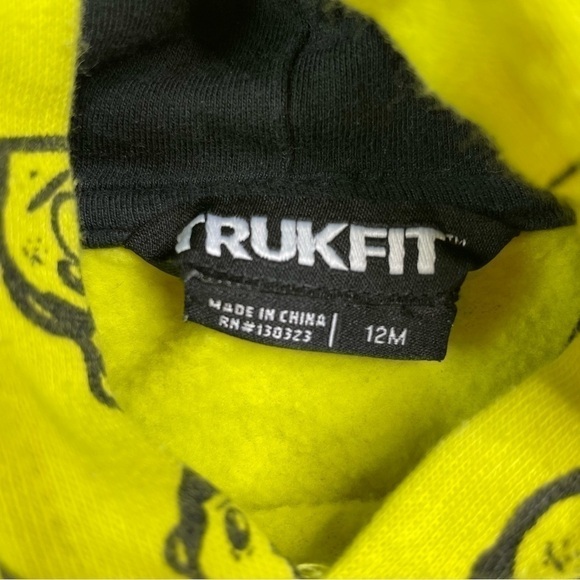 TRUKFIT™
MADE IN CHINA
RN#130323
12M